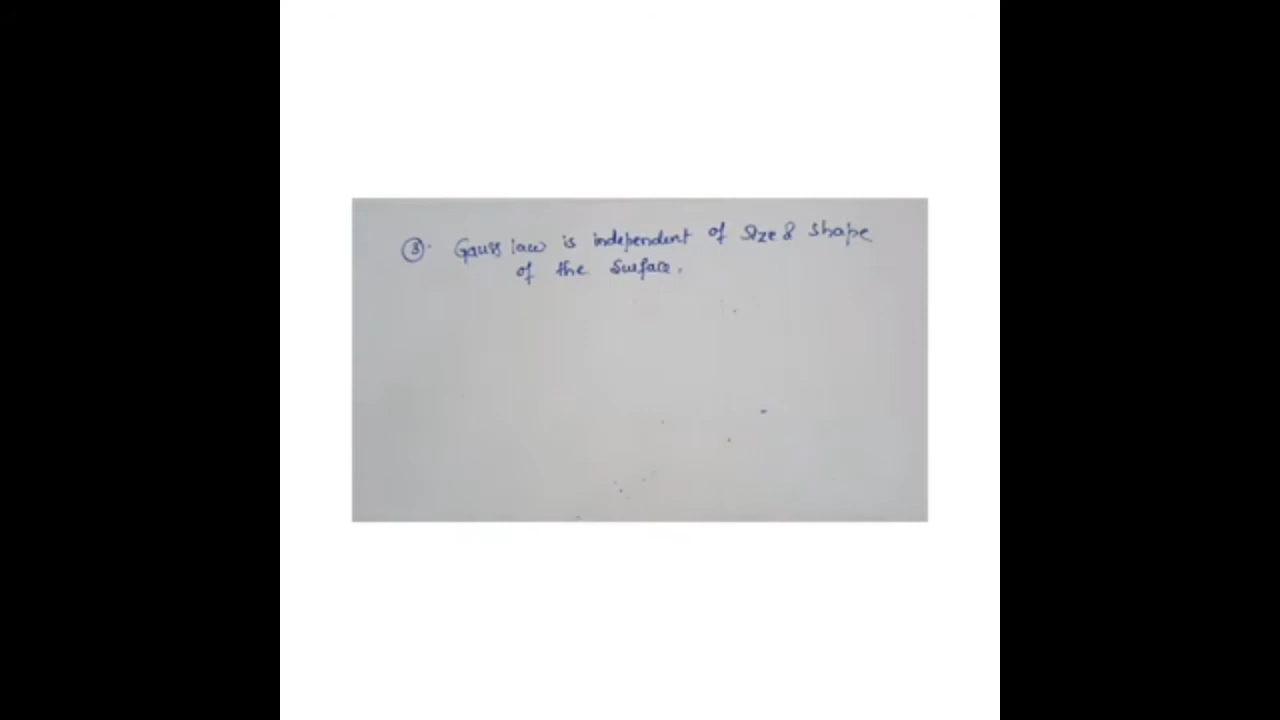 ③. Gauss law is independent of size & shape
of the surface.